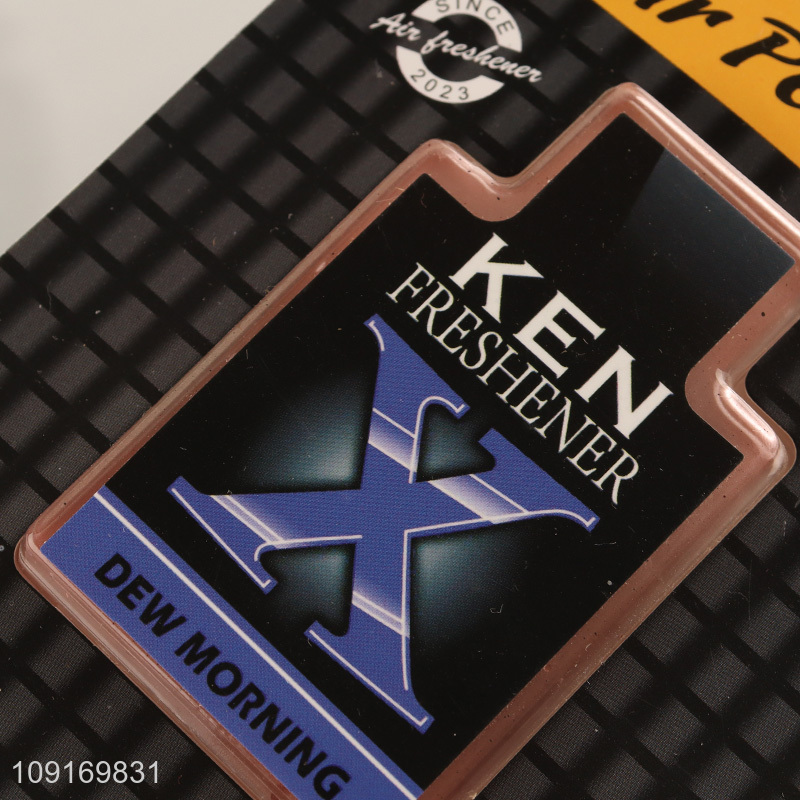 SINCE
Air freshener
2023
KEN
FRESHENER
X
DEW MORNING
109169831